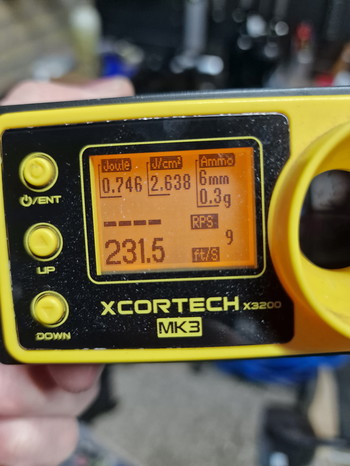 Joule J/cm² Ammo
0.746 2.638 6mm
0.3g
---- RPS
9
231.5 ft/S
⏻/ENT
UP
DOWN
XCORTECH X3200
MK3